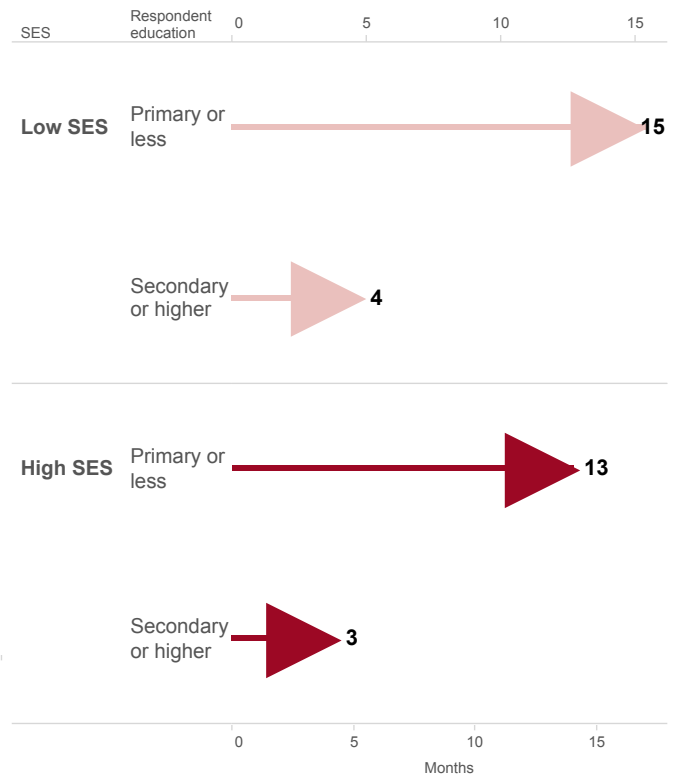 SES
Respondent
education
0 5 10 15
Low SES
Primary or
less
15
Secondary
or higher
4
High SES
Primary or
less
13
Secondary
or higher
3
0 5 10 15
Months